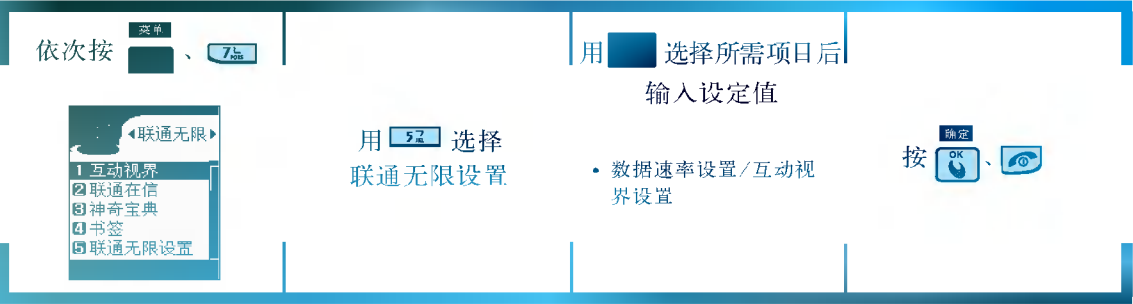 菜单
依次按 、 7 PQRS
联通无限
1 互动视界
2 联通在信
3 神奇宝典
4 书签
5 联通无限设置
用 5 选择
联通无限设置
用 选择所需项目后
输入设定值
• 数据速率设置/互动视
界设置
确定
按 OK 、